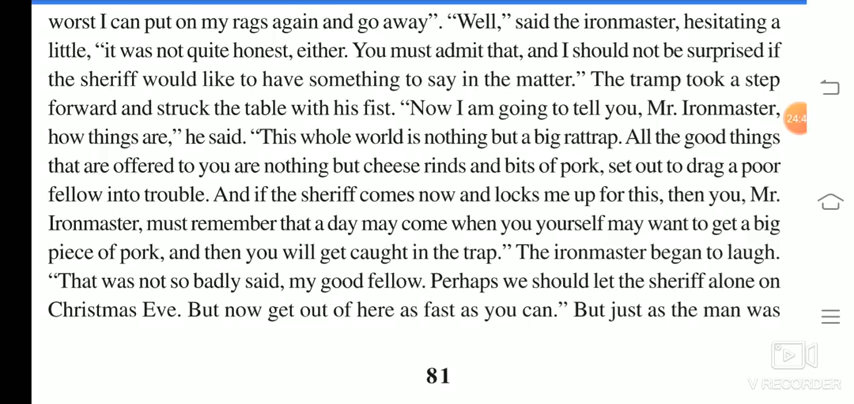 worst I can put on my rags again and go away”. “Well,” said the ironmaster, hesitating a
little, “it was not quite honest, either. You must admit that, and I should not be surprised if
the sheriff would like to have something to say in the matter.” The tramp took a step
forward and struck the table with his fist. “Now I am going to tell you, Mr. Ironmaster,
how things are,” he said. “This whole world is nothing but a big rattrap. All the good things
that are offered to you are nothing but cheese rinds and bits of pork, set out to drag a poor
fellow into trouble. And if the sheriff comes now and locks me up for this, then you, Mr.
Ironmaster, must remember that a day may come when you yourself may want to get a big
piece of pork, and then you will get caught in the trap.” The ironmaster began to laugh.
“That was not so badly said, my good fellow. Perhaps we should let the sheriff alone on
Christmas Eve. But now get out of here as fast as you can.” But just as the man was
81
24:4
V RECORDER